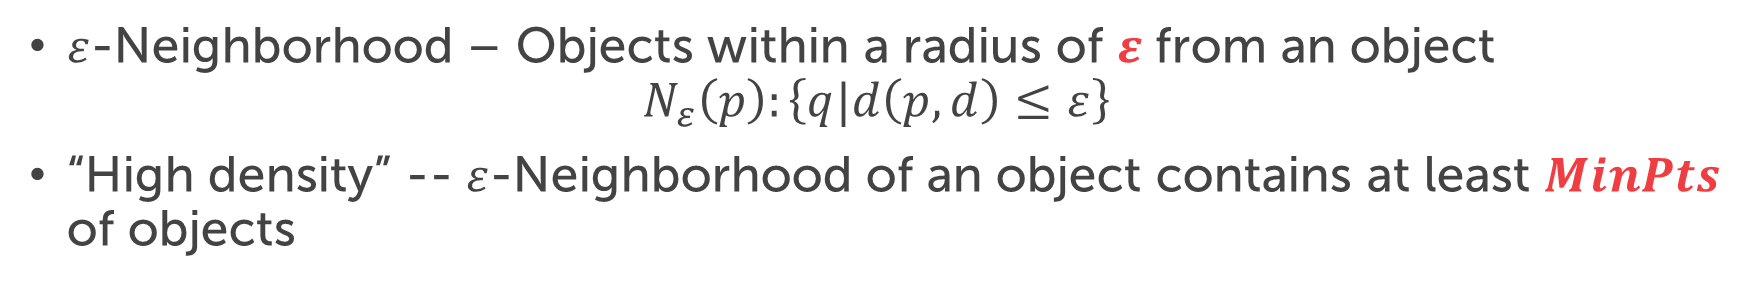 • ε-Neighborhood – Objects within a radius of ε from an object
N_ε(p):{q|d(p,d) ≤ ε}
• “High density” -- ε-Neighborhood of an object contains at least MinPts
of objects